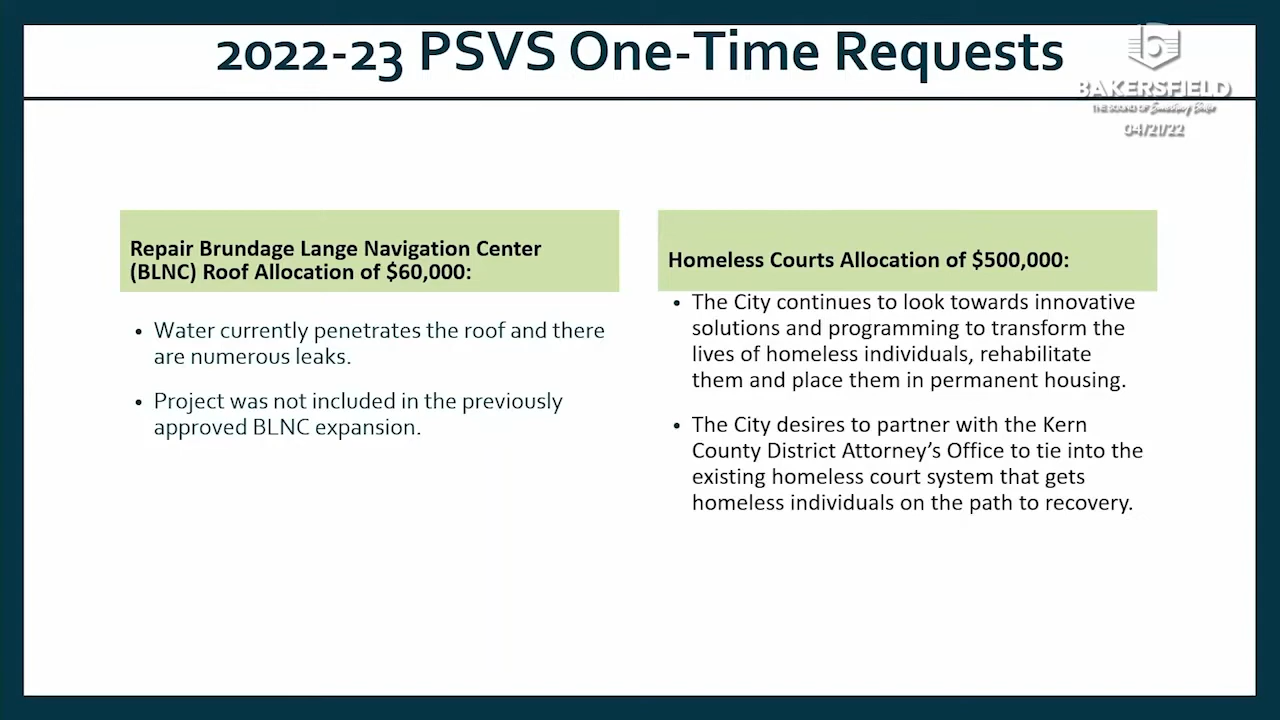 2022-23 PSVS One-Time Requests
BAKERSFIELD
THE SOUND OF Something Better
04/21/22
Repair Brundage Lange Navigation Center
(BLNC) Roof Allocation of $60,000:
• Water currently penetrates the roof and there
are numerous leaks.
• Project was not included in the previously
approved BLNC expansion.
Homeless Courts Allocation of $500,000:
• The City continues to look towards innovative
solutions and programming to transform the
lives of homeless individuals, rehabilitate
them and place them in permanent housing.
• The City desires to partner with the Kern
County District Attorney’s Office to tie into the
existing homeless court system that gets
homeless individuals on the path to recovery.